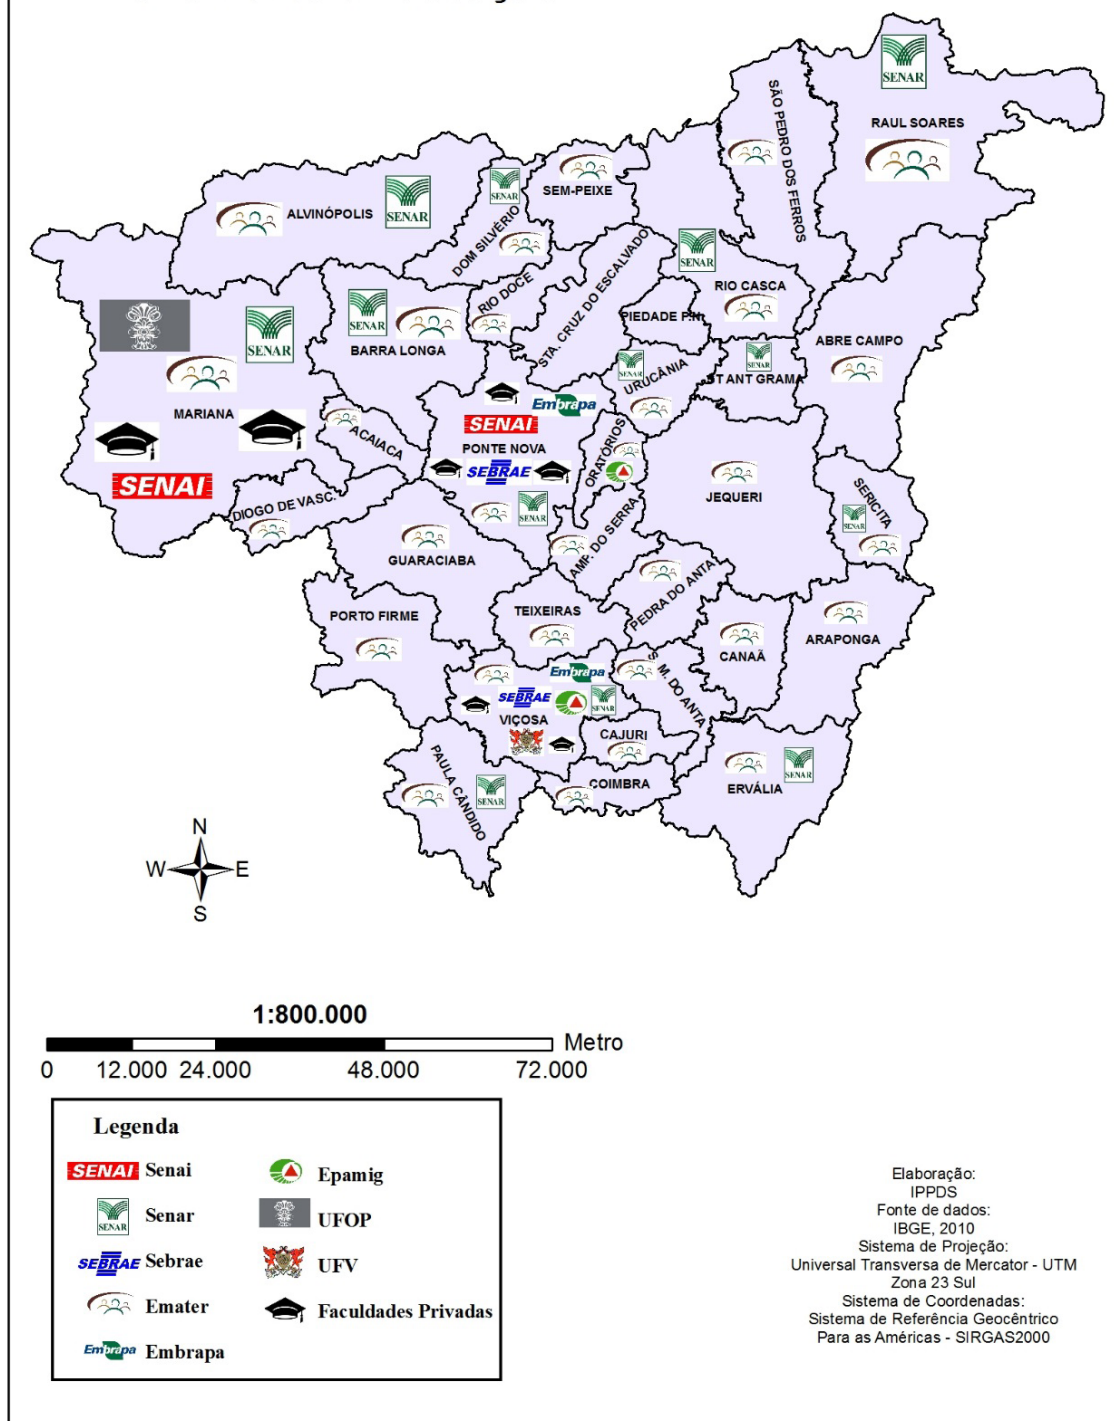 SENAR
RAUL SOARES
SÃO PEDRO DOS FERROS
SENAR
ALVINÓPOLIS
SENAR
DOM SILVÉRIO
SEM-PEIXE
SENAR
RIO CASCA
RIO DOCE
STA. CRUZ DO ESCALVADO
PIEDADE P.N
ABRE CAMPO
SENAR
MARIANA
SENAI
SENAR
BARRA LONGA
ACAIACA
SENAR
URUCÂNIA
SENAR
ST ANT GRAMA
Embrapa
SENAI
PONTE NOVA
SEBRAE
SENAR
ORATÓRIOS
JEQUERI
SERICITA
SENAR
DIOGO DE VASC.
GUARACIABA
AMP. DO SERRA
PEDRA DO ANTA
PORTO FIRME
TEIXEIRAS
CANAÃ
ARAPONGA
Embrapa
SEBRAE
SENAR
VIÇOSA
S. M. DO ANTA
CAJURI
COIMBRA
PAULA CÂNDIDO
SENAR
ERVÁLIA
SENAR
N
W E
S
1:800.000
Metro
0 12.000 24.000 48.000 72.000
Legenda
SENAI Senai
SENAR Senar
SEBRAE Sebrae
Emater
Embrapa Embrapa
Epamig
UFOP
UFV
Faculdades Privadas
Elaboração:
IPPDS
Fonte de dados:
IBGE, 2010
Sistema de Projeção:
Universal Transversa de Mercator - UTM
Zona 23 Sul
Sistema de Coordenadas:
Sistema de Referência Geocêntrico
Para as Américas - SIRGAS2000